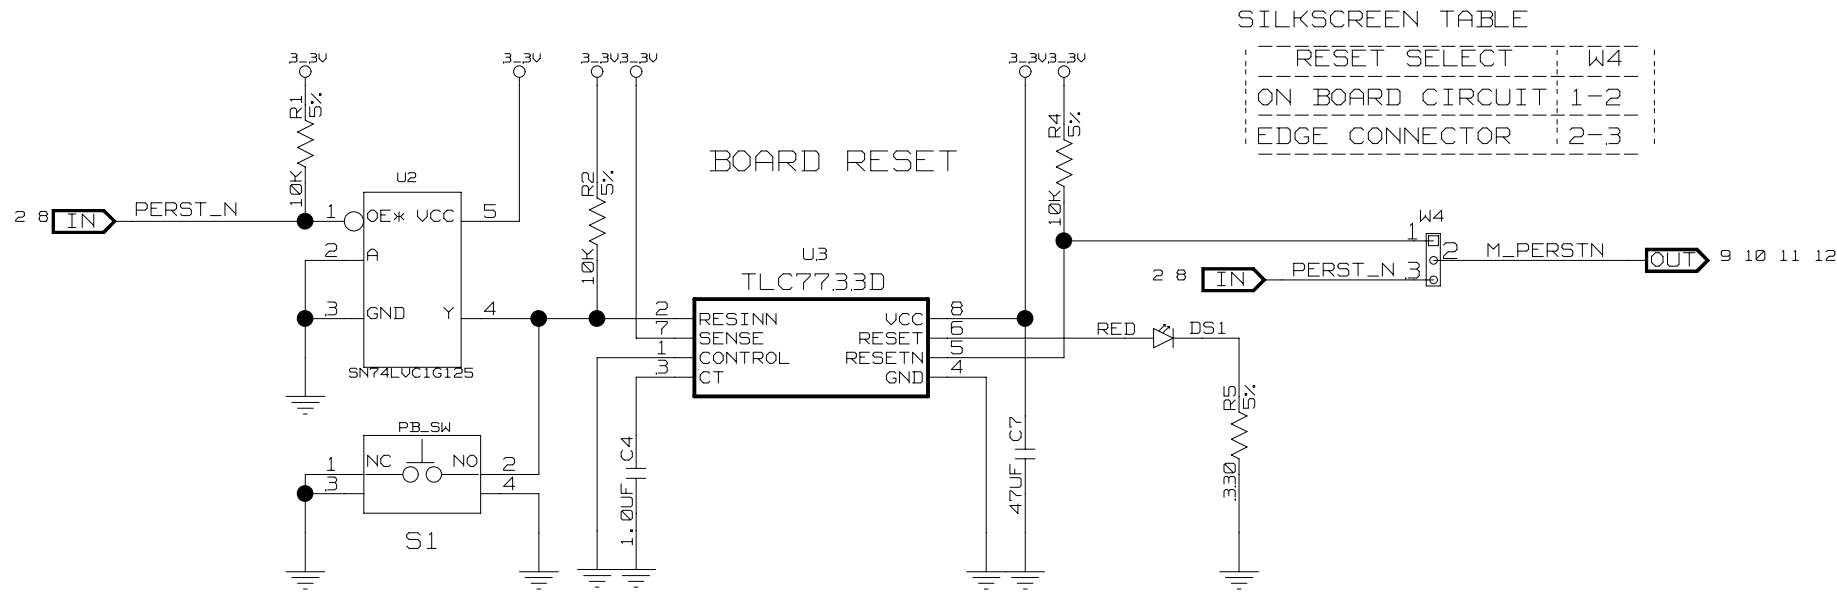 SILKSCREEN TABLE
RESET SELECT W4
ON BOARD CIRCUIT 1-2
EDGE CONNECTOR 2-3
BOARD RESET
3_3V
3_3V
3_3V
3_3V
3_3V
3_3V
R1
5%
10K
U2
2 8 IN PERST_N
1 OE* VCC 5
2 A
3 GND Y 4
SN74LVC1G125
R2
5%
10K
PB_SW
1 NC NO 2
3 4
S1
U3
TLC7733D
2 RESINN VCC 8
7 SENSE RESET 6
1 CONTROL RESETN 5
3 CT GND 4
C4
1.0UF
C7
47UF
R4
5%
10K
RED DS1
R5
5%
330
W4
1
2 M_PERSTN OUT 9 10 11 12
2 8 IN PERST_N 3